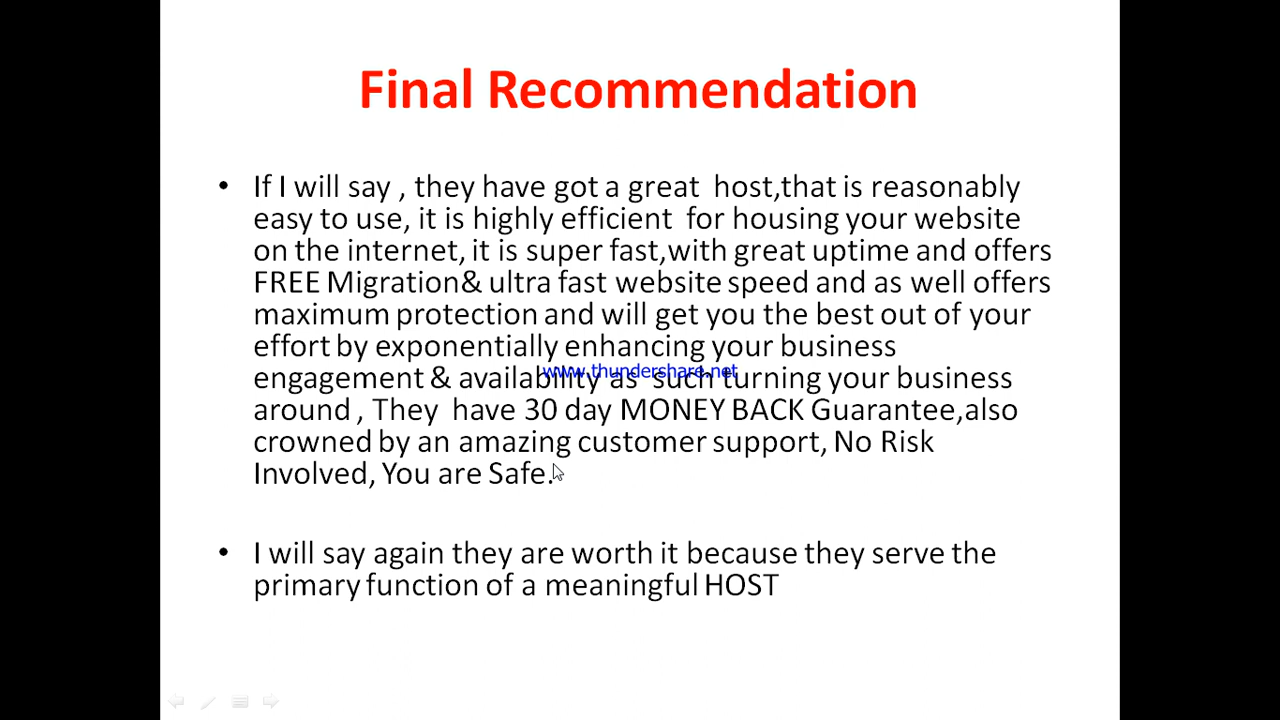 Final Recommendation
• If I will say , they have got a great host,that is reasonably
easy to use, it is highly efficient for housing your website
on the internet, it is super fast,with great uptime and offers
FREE Migration& ultra fast website speed and as well offers
maximum protection and will get you the best out of your
effort by exponentially enhancing your business
www.thundershare.net
engagement & availability as such turning your business
around , They have 30 day MONEY BACK Guarantee,also
crowned by an amazing customer support, No Risk
Involved, You are Safe.
• I will say again they are worth it because they serve the
primary function of a meaningful HOST